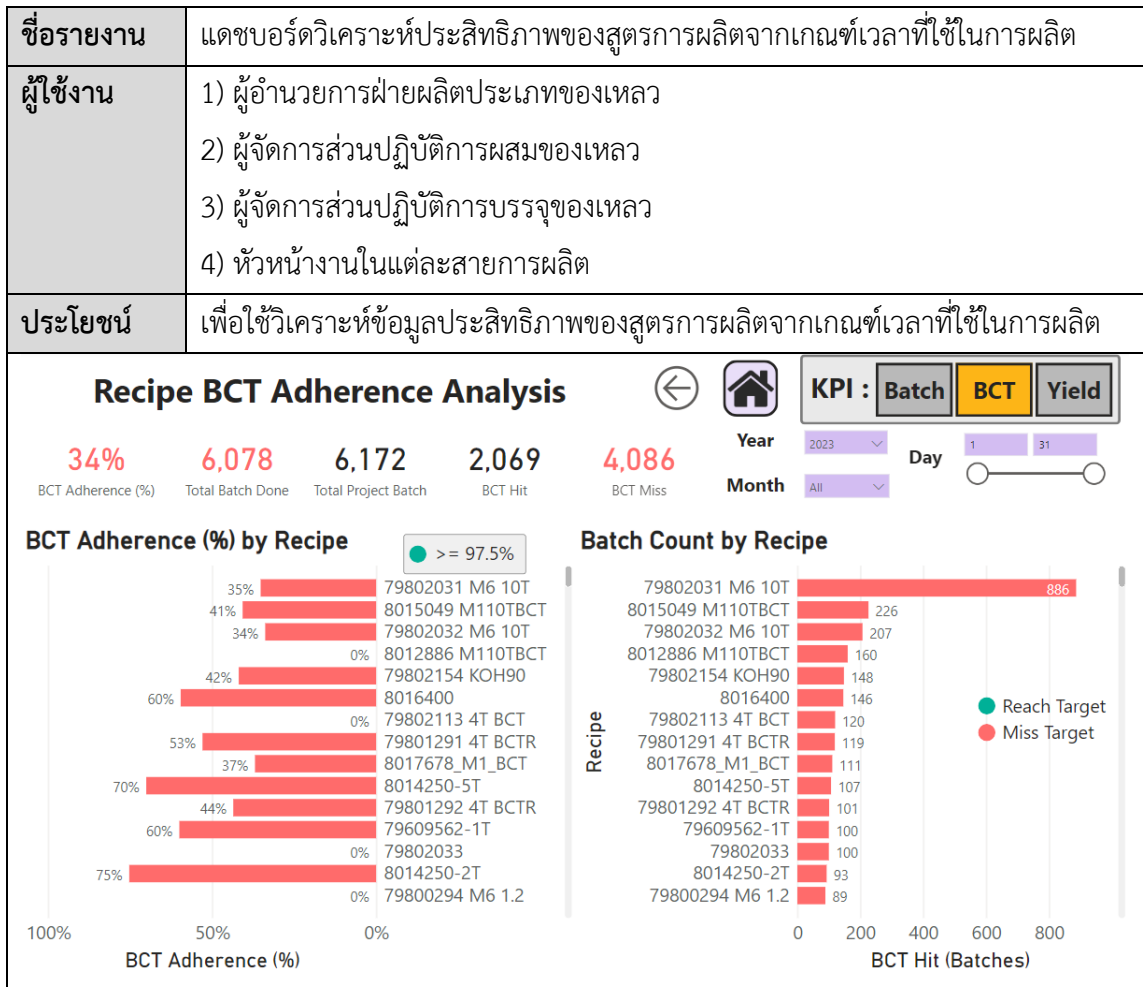 ชื่อรายงาน แดชบอร์ดวิเคราะห์ประสิทธิภาพของสูตรการผลิตจากเกณฑ์เวลาที่ใช้ในการผลิต
ผู้ใช้งาน 1) ผู้อำนวยการฝ่ายผลิตประเภทของเหลว
2) ผู้จัดการส่วนปฏิบัติการผสมของเหลว
3) ผู้จัดการส่วนปฏิบัติการบรรจุของเหลว
4) หัวหน้างานในแต่ละสายการผลิต
ประโยชน์ เพื่อใช้วิเคราะห์ข้อมูลประสิทธิภาพของสูตรการผลิตจากเกณฑ์เวลาที่ใช้ในการผลิต
Recipe BCT Adherence Analysis
KPI : Batch BCT Yield
34% 6,078 6,172 2,069 4,086
BCT Adherence (%) Total Batch Done Total Project Batch BCT Hit BCT Miss
Year 2023 Day 1 31
Month All
BCT Adherence (%) by Recipe
>= 97.5%
35% 79802031 M6 10T
41% 8015049 M110TBCT
34% 79802032 M6 10T
0% 8012886 M110TBCT
42% 79802154 KOH90
60% 8016400
0% 79802113 4T BCT
53% 79801291 4T BCTR
37% 8017678_M1_BCT
70% 8014250-5T
44% 79801292 4T BCTR
60% 79609562-1T
0% 79802033
75% 8014250-2T
0% 79800294 M6 1.2
100% 50% 0%
BCT Adherence (%)
Batch Count by Recipe
Recipe
79802031 M6 10T 886
8015049 M110TBCT 226
79802032 M6 10T 207
8012886 M110TBCT 160
79802154 KOH90 148
8016400 146
79802113 4T BCT 120
79801291 4T BCTR 119
8017678_M1_BCT 111
8014250-5T 107
79801292 4T BCTR 101
79609562-1T 100
79802033 100
8014250-2T 93
79800294 M6 1.2 89
Reach Target
Miss Target
0 200 400 600 800
BCT Hit (Batches)